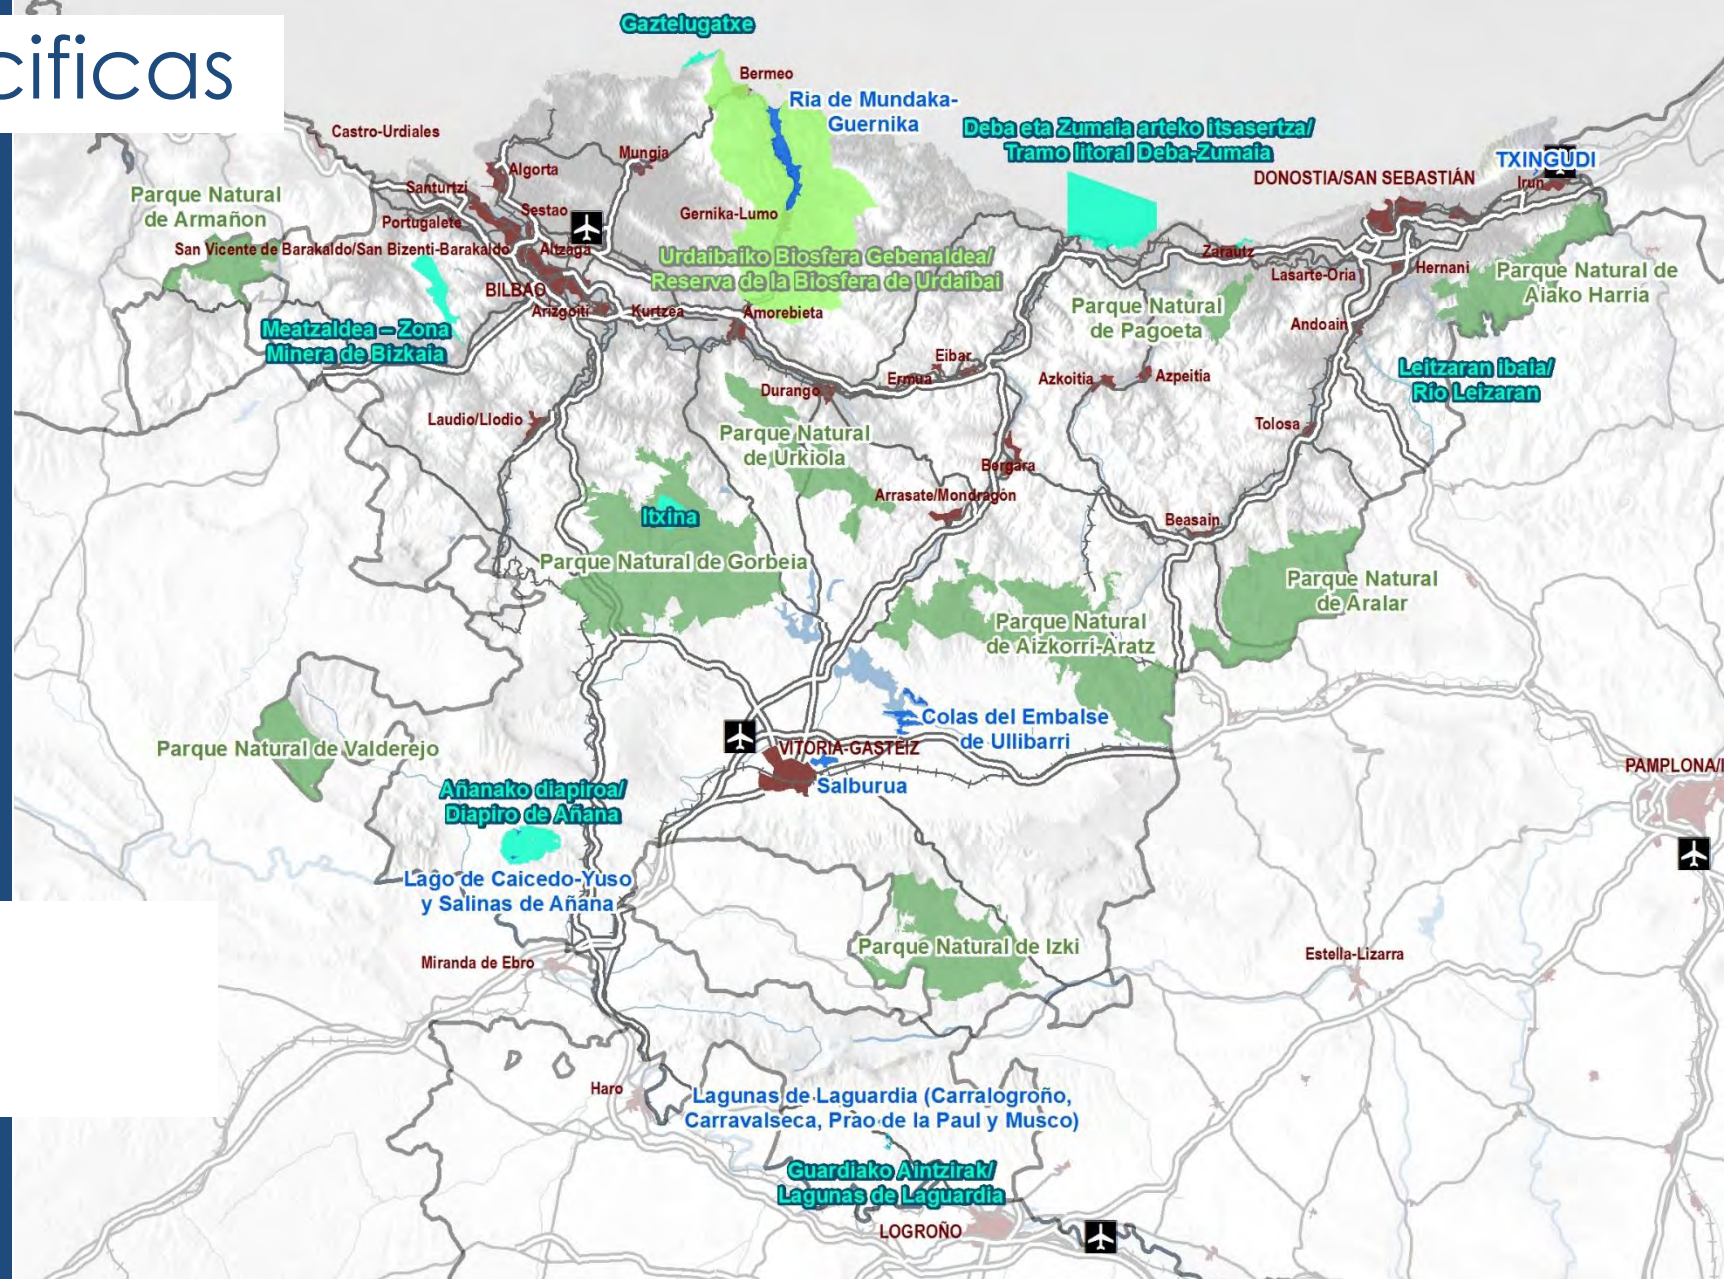 cificas
Gaztelugatxe
Bermeo
Ria de Mundaka-
Guernika
Deba eta Zumaia arteko itsasertza/
Tramo litoral Deba-Zumaia
Castro-Urdiales
Mungia
Algorta
TXINGUDI
Irun
DONOSTIA/SAN SEBASTIÁN
Parque Natural
de Armañon
Santurtzi
Portugalete
Sestao
Gernika-Lumo
San Vicente de Barakaldo/San Bizenti-Barakaldo
Altzaga
Urdaibaiko Biosfera Gebenaldea/
Reserva de la Biosfera de Urdaibai
Zarautz
Lasarte-Oria
Hernani
Parque Natural de
Aiako Harria
BILBAO
Arizgoiti
Kurtzea
Amorebieta
Parque Natural
de Pagoeta
Andoain
Meatzaldea – Zona
Minera de Bizkaia
Eibar
Ermua
Durango
Azkoitia
Azpeitia
Leitzaran ibaia/
Río Leizaran
Laudio/Llodio
Parque Natural
de Urkiola
Tolosa
Bergara
Arrasate/Mondragón
Itxina
Beasain
Parque Natural de Gorbeia
Parque Natural
de Aralar
Parque Natural
de Aizkorri-Aratz
Colas del Embalse
de Ullibarri
Parque Natural de Valderejo
VITORIA-GASTEIZ
Salburua
PAMPLONA/I
Añanako diapiroa/
Diapiro de Añana
Lago de Caicedo-Yuso
y Salinas de Añana
Parque Natural de Izki
Miranda de Ebro
Estella-Lizarra
Haro
Lagunas de Laguardia (Carralogroño,
Carravalseca, Prao de la Paul y Musco)
Guardiako Aintzirak/
Lagunas de Laguardia
LOGROÑO